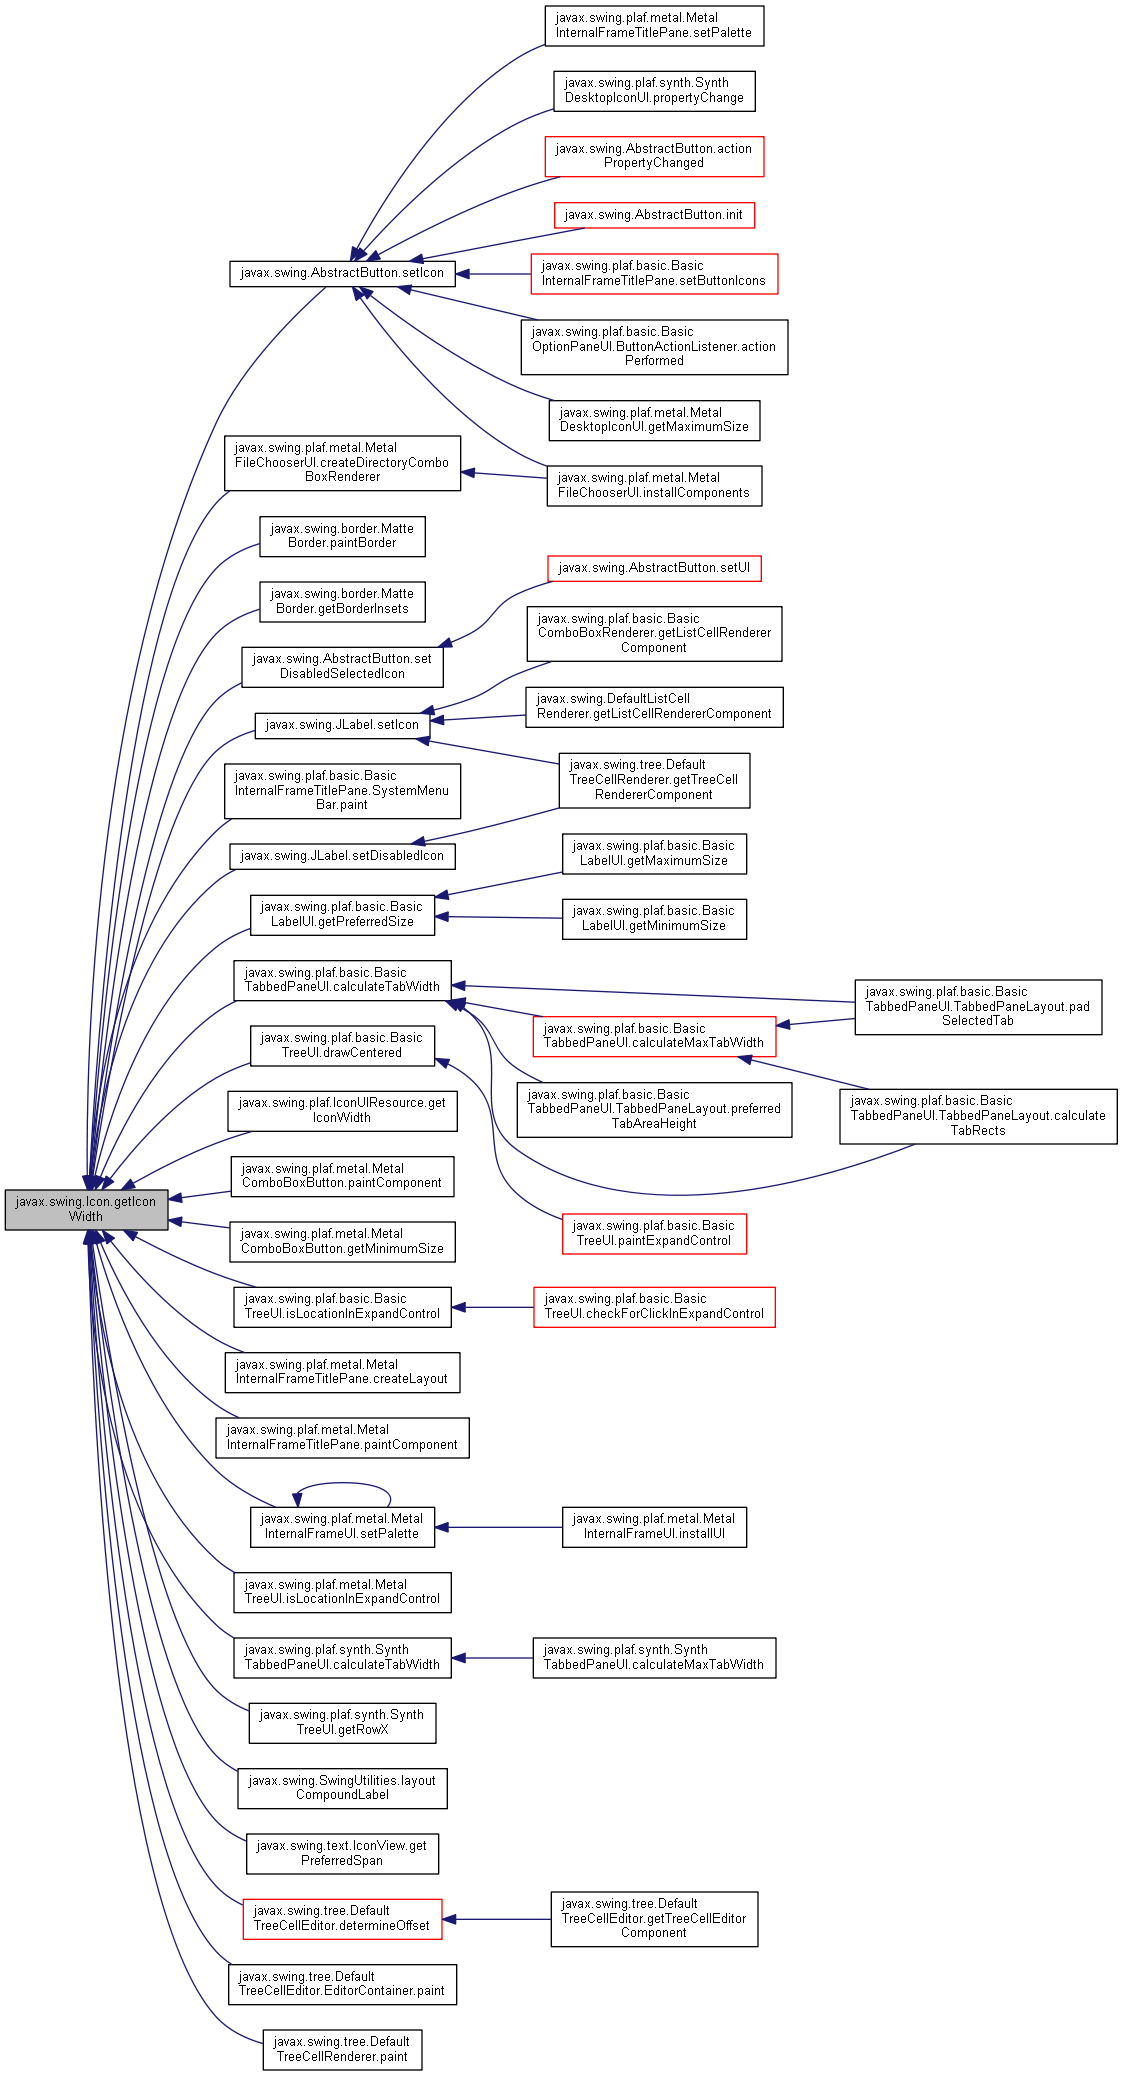 javax.swing.plaf.metal.Metal
InternalFrameTitlePane.setPalette
javax.swing.plaf.synth.Synth
DesktopIconUI.propertyChange
javax.swing.AbstractButton.action
PropertyChanged
javax.swing.AbstractButton.init
javax.swing.AbstractButton.setIcon
javax.swing.plaf.basic.Basic
InternalFrameTitlePane.setButtonIcons
javax.swing.plaf.basic.Basic
OptionPaneUI.ButtonActionListener.action
Performed
javax.swing.plaf.metal.Metal
DesktopIconUI.getMaximumSize
javax.swing.plaf.metal.Metal
FileChooserUI.createDirectoryCombo
BoxRenderer
javax.swing.plaf.metal.Metal
FileChooserUI.installComponents
javax.swing.border.Matte
Border.paintBorder
javax.swing.AbstractButton.setUI
javax.swing.border.Matte
Border.getBorderInsets
javax.swing.plaf.basic.Basic
ComboBoxRenderer.getListCellRenderer
Component
javax.swing.AbstractButton.set
DisabledSelectedIcon
javax.swing.DefaultListCell
Renderer.getListCellRendererComponent
javax.swing.JLabel.setIcon
javax.swing.tree.Default
TreeCellRenderer.getTreeCell
RendererComponent
javax.swing.plaf.basic.Basic
InternalFrameTitlePane.SystemMenu
Bar.paint
javax.swing.JLabel.setDisabledIcon
javax.swing.plaf.basic.Basic
LabelUI.getMaximumSize
javax.swing.plaf.basic.Basic
LabelUI.getPreferredSize
javax.swing.plaf.basic.Basic
LabelUI.getMinimumSize
javax.swing.plaf.basic.Basic
TabbedPaneUI.calculateTabWidth
javax.swing.plaf.basic.Basic
TabbedPaneUI.TabbedPaneLayout.pad
SelectedTab
javax.swing.plaf.basic.Basic
TabbedPaneUI.calculateMaxTabWidth
javax.swing.plaf.basic.Basic
TreeUI.drawCentered
javax.swing.plaf.basic.Basic
TabbedPaneUI.TabbedPaneLayout.preferred
TabAreaHeight
javax.swing.plaf.basic.Basic
TabbedPaneUI.TabbedPaneLayout.calculate
TabRects
javax.swing.plaf.IconUIResource.get
IconWidth
javax.swing.plaf.metal.Metal
ComboBoxButton.paintComponent
javax.swing.Icon.getIcon
Width
javax.swing.plaf.basic.Basic
TreeUI.paintExpandControl
javax.swing.plaf.metal.Metal
ComboBoxButton.getMinimumSize
javax.swing.plaf.basic.Basic
TreeUI.isLocationInExpandControl
javax.swing.plaf.basic.Basic
TreeUI.checkForClickInExpandControl
javax.swing.plaf.metal.Metal
InternalFrameTitlePane.createLayout
javax.swing.plaf.metal.Metal
InternalFrameTitlePane.paintComponent
javax.swing.plaf.metal.Metal
InternalFrameUI.setPalette
javax.swing.plaf.metal.Metal
InternalFrameUI.installUI
javax.swing.plaf.metal.Metal
TreeUI.isLocationInExpandControl
javax.swing.plaf.synth.Synth
TabbedPaneUI.calculateTabWidth
javax.swing.plaf.synth.Synth
TabbedPaneUI.calculateMaxTabWidth
javax.swing.plaf.synth.Synth
TreeUI.getRowX
javax.swing.SwingUtilities.layout
CompoundLabel
javax.swing.text.IconView.get
PreferredSpan
javax.swing.tree.Default
TreeCellEditor.determineOffset
javax.swing.tree.Default
TreeCellEditor.getTreeCellEditor
Component
javax.swing.tree.Default
TreeCellEditor.EditorContainer.paint
javax.swing.tree.Default
TreeCellRenderer.paint